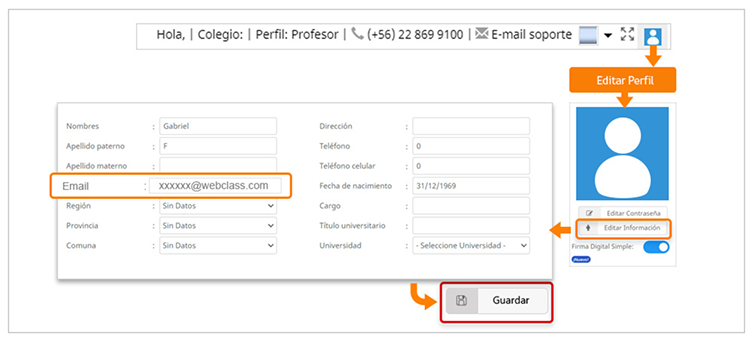 Hola, | Colegio: | Perfil: Profesor | (+56) 22 869 9100 | E-mail soporte
Editar Perfil
Nombres : Gabriel
Apellido paterno : F
Apellido materno :
Email : xxxxxx@webclass.com
Región : Sin Datos
Provincia : Sin Datos
Comuna : Sin Datos
Dirección :
Teléfono : 0
Teléfono celular : 0
Fecha de nacimiento : 31/12/1969
Cargo :
Título universitario :
Universidad : - Seleccione Universidad -
Editar Contraseña
Editar Información
Firma Digital Simple:
¡Nuevo!
Guardar